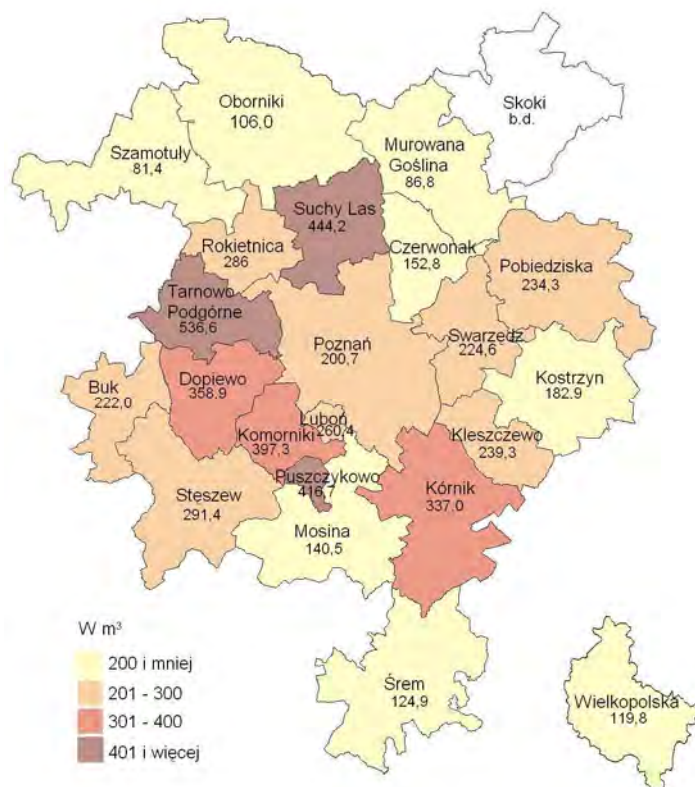 Oborniki
106,0
Skoki
b.d.
Szamotuły
81,4
Murowana
Goślina
86,8
Suchy Las
444,2
Rokietnica
286
Czerwonak
152,8
Pobiedziska
234,3
Tarnowo
Podgórne
536,6
Poznań
200,7
Swarzędz
224,6
Buk
222,0
Dopiewo
358,9
Kostrzyn
182,9
Luboń
260,4
Komorniki
397,3
Kleszczewo
239,3
Puszczykowo
416,7
Stęszew
291,4
Kórnik
337,0
Mosina
140,5
W m³
200 i mniej
201 - 300
301 - 400
401 i więcej
Śrem
124,9
Wielkopolska
119,8